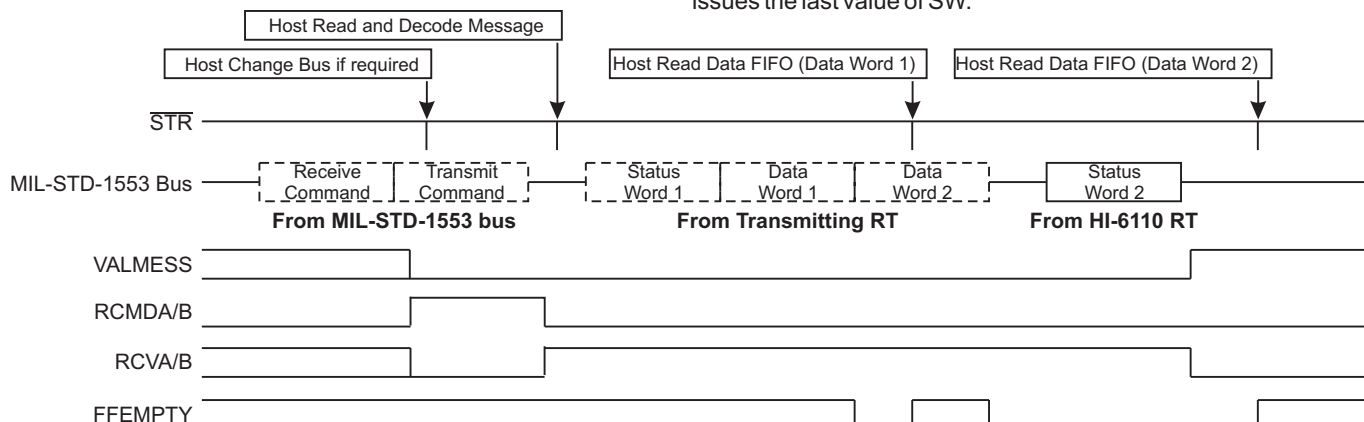 issues the last value of SW.
Host Read and Decode Message
Host Change Bus if required
Host Read Data FIFO (Data Word 1)
Host Read Data FIFO (Data Word 2)
STR
MIL-STD-1553 Bus
Receive Command
Transmit Command
Status Word 1
Data Word 1
Data Word 2
Status Word 2
From MIL-STD-1553 bus
From Transmitting RT
From HI-6110 RT
VALMESS
RCMDA/B
RCVA/B
FFEMPTY